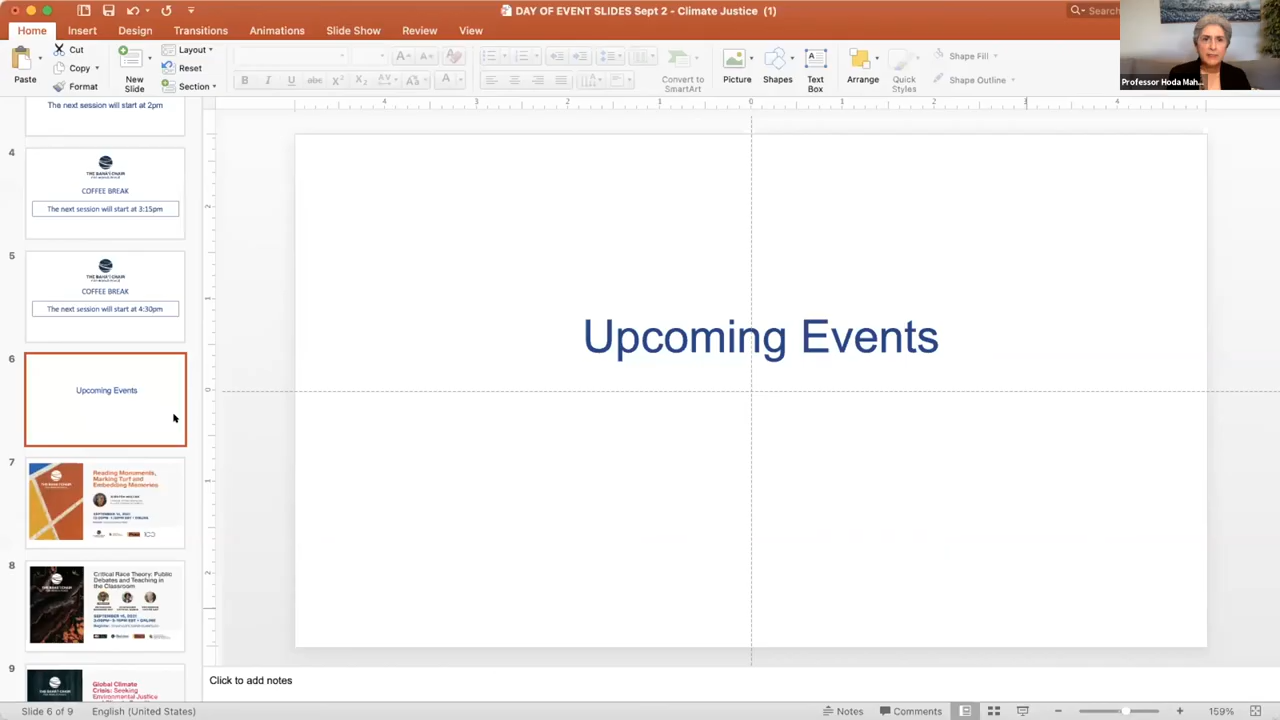 DAY OF EVENT SLIDES Sept 2 - Climate Justice (1)
Search
Home Insert Design Transitions Animations Slide Show Review View
Paste
Cut
Copy
Format
New Slide
Layout
Reset
Section
Convert to SmartArt
Picture
Shapes
Text Box
Arrange
Quick Styles
Shape Fill
Shape Outline
Professor Hoda Mah...
The next session will start at 2pm
4
THE BAHÁ'Í CHAIR
COFFEE BREAK
The next session will start at 3:15pm
5
THE BAHÁ'Í CHAIR
COFFEE BREAK
The next session will start at 4:30pm
6
Upcoming Events
7
Reading Monuments,
Marking Turf and
Embedding Memories
8
Critical Race Theory: Public
Debates and Teaching in
the Classroom
9
Global Climate
Crisis: Seeking
Environmental Justice
Upcoming Events
Click to add notes
Slide 6 of 9 English (United States) Notes Comments 159%